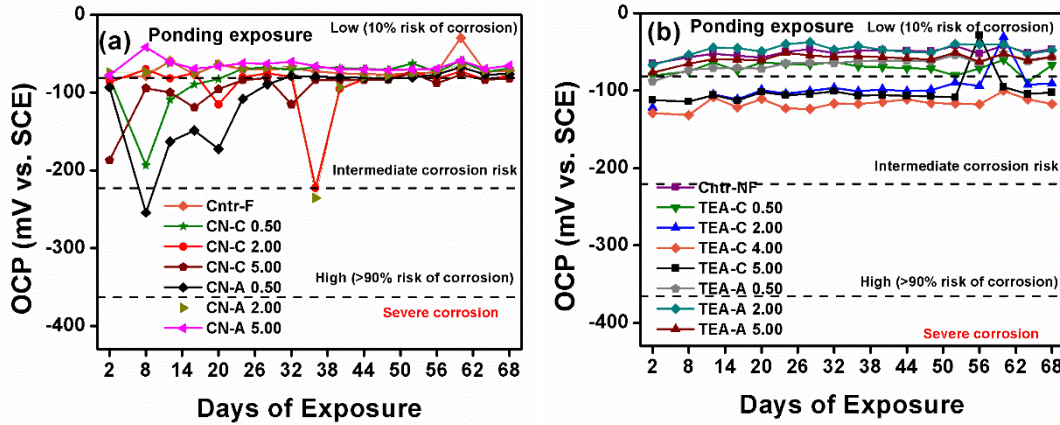 (a)
Ponding exposure
Low (10% risk of corrosion)
Intermediate corrosion risk
High (>90% risk of corrosion)
Severe corrosion
Cntr-F
CN-C 0.50
CN-C 2.00
CN-C 5.00
CN-A 0.50
CN-A 2.00
CN-A 5.00
OCP (mV vs. SCE)
0
-100
-200
-300
-400
2 8 14 20 26 32 38 44 50 56 62 68
Days of Exposure
(b)
Ponding exposure
Low (10% risk of corrosion)
Intermediate corrosion risk
Cntr-NF
TEA-C 0.50
TEA-C 2.00
TEA-C 4.00
TEA-C 5.00
TEA-A 0.50
TEA-A 2.00
TEA-A 5.00
High (>90% risk of corrosion)
Severe corrosion
OCP (mV vs. SCE)
0
-100
-200
-300
-400
2 8 14 20 26 32 38 44 50 56 62 68
Days of Exposure